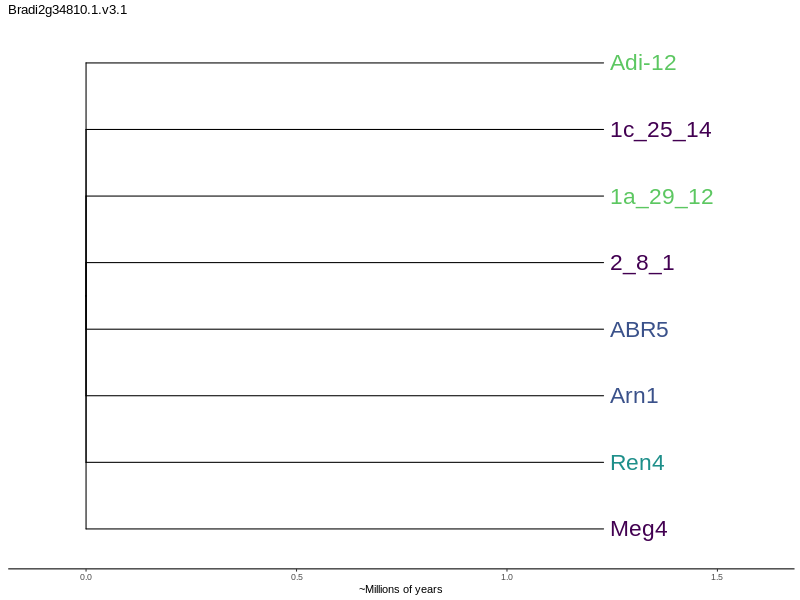 Bradi2g34810.1.v3.1
Adi-12
1c_25_14
1a_29_12
2_8_1
ABR5
Arn1
Ren4
Meg4
0.0 0.5 1.0 1.5
~Millions of years